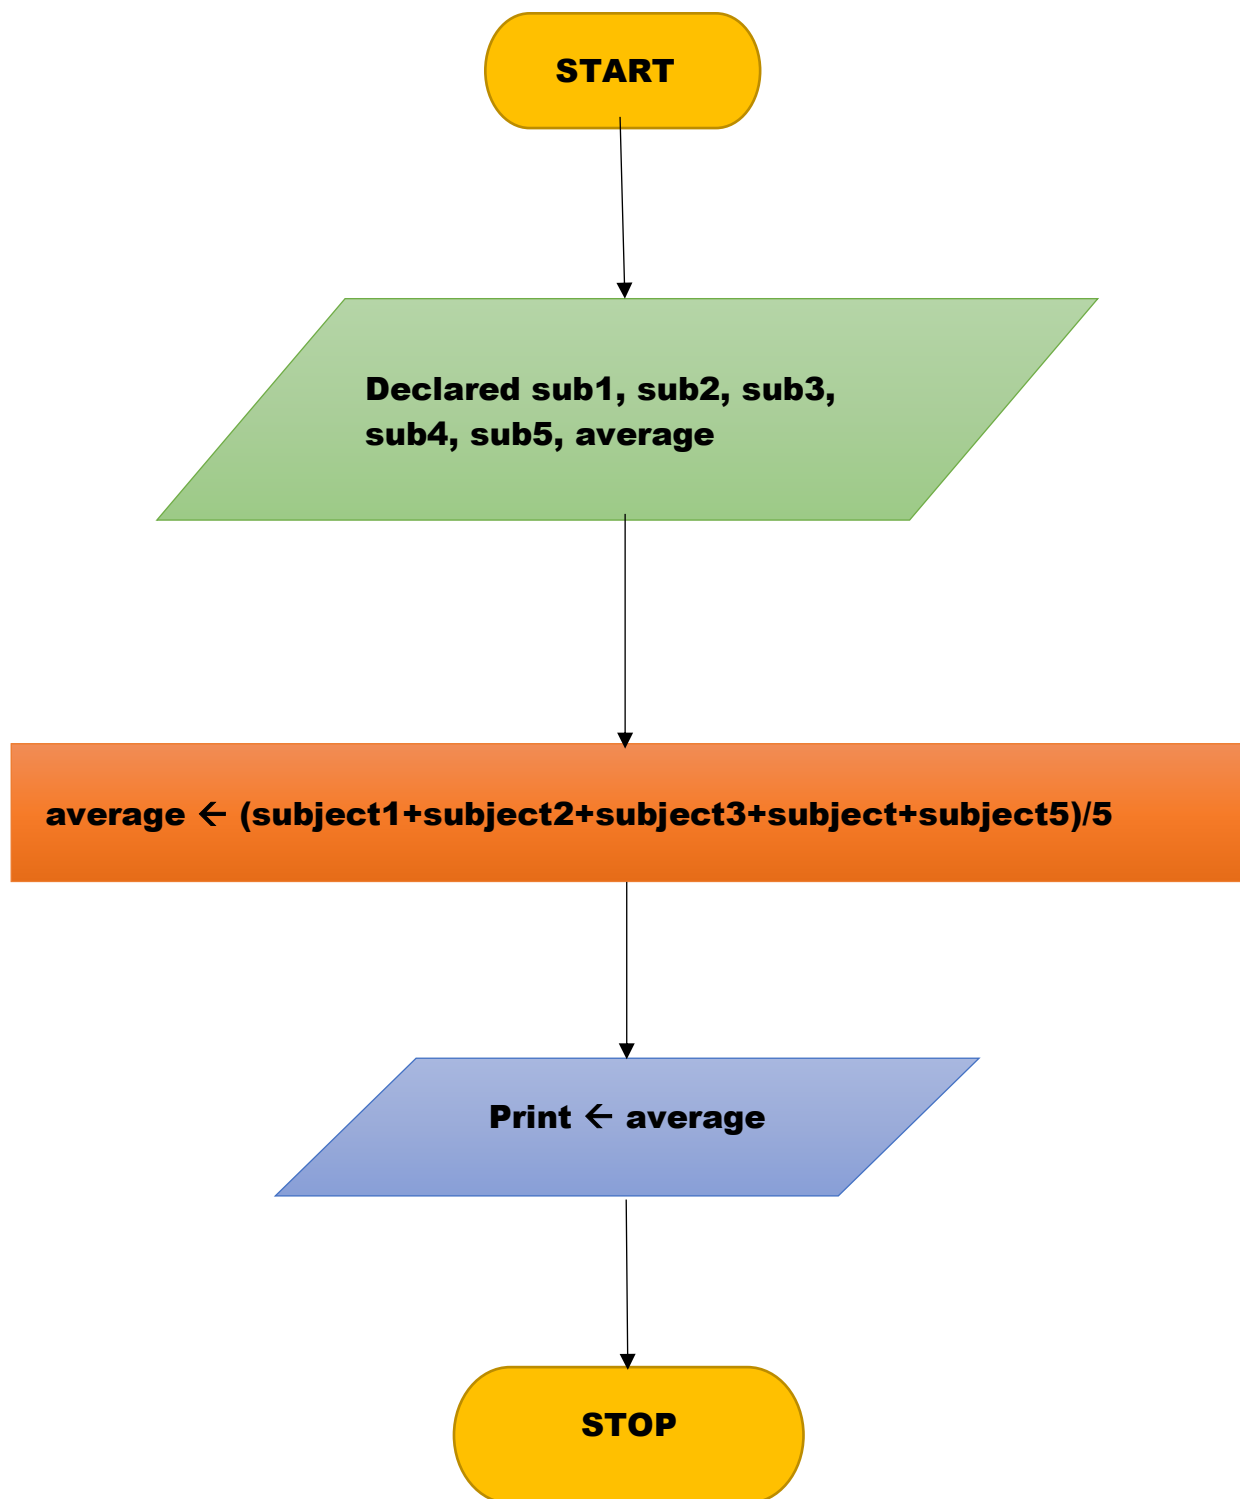 START
Declared sub1, sub2, sub3,
sub4, sub5, average
average ← (subject1+subject2+subject3+subject+subject5)/5
Print ← average
STOP